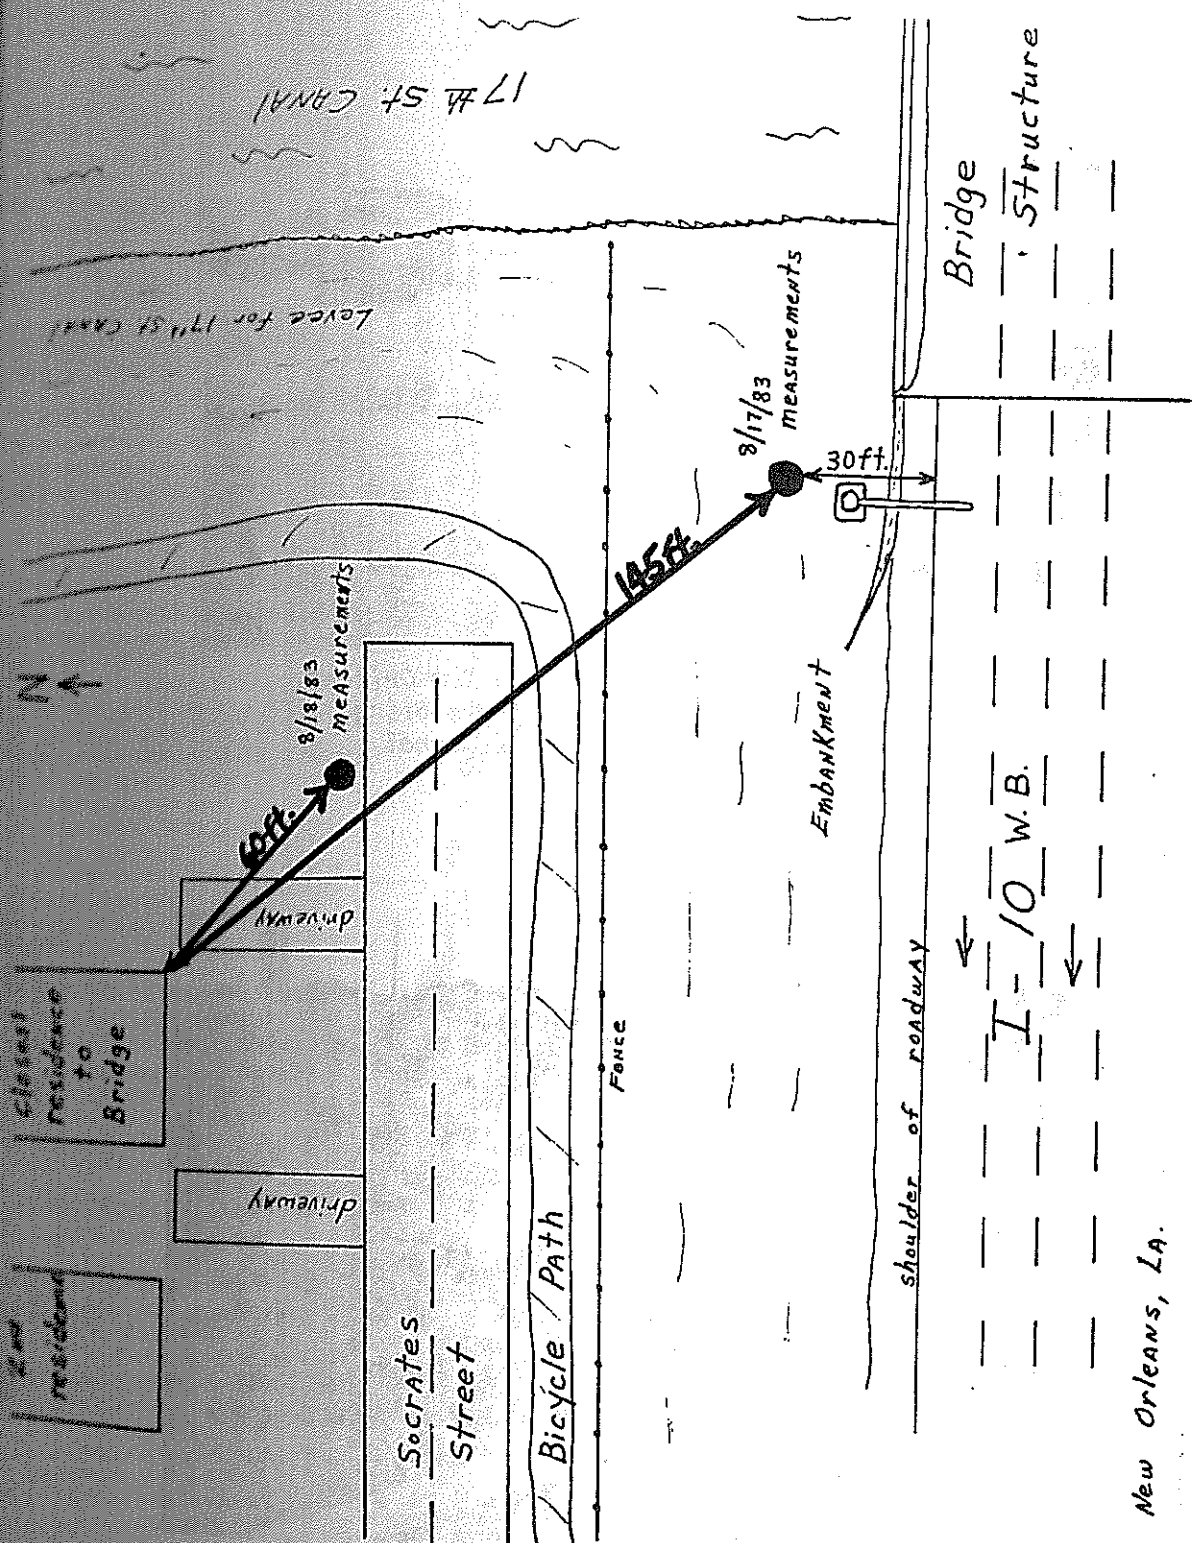 17th St. CANAl
Levee for 17th St CANAl
Bridge
Structure
8/17/83
measurements
30ft.
145ft.
N
8/18/83
measurements
60ft.
driveway
Closest
residence
to
Bridge
driveway
2nd
residence
Socrates
Street
Bicycle Path
Fence
Embankment
I-10 W.B.
shoulder of roadway
New Orleans, LA.